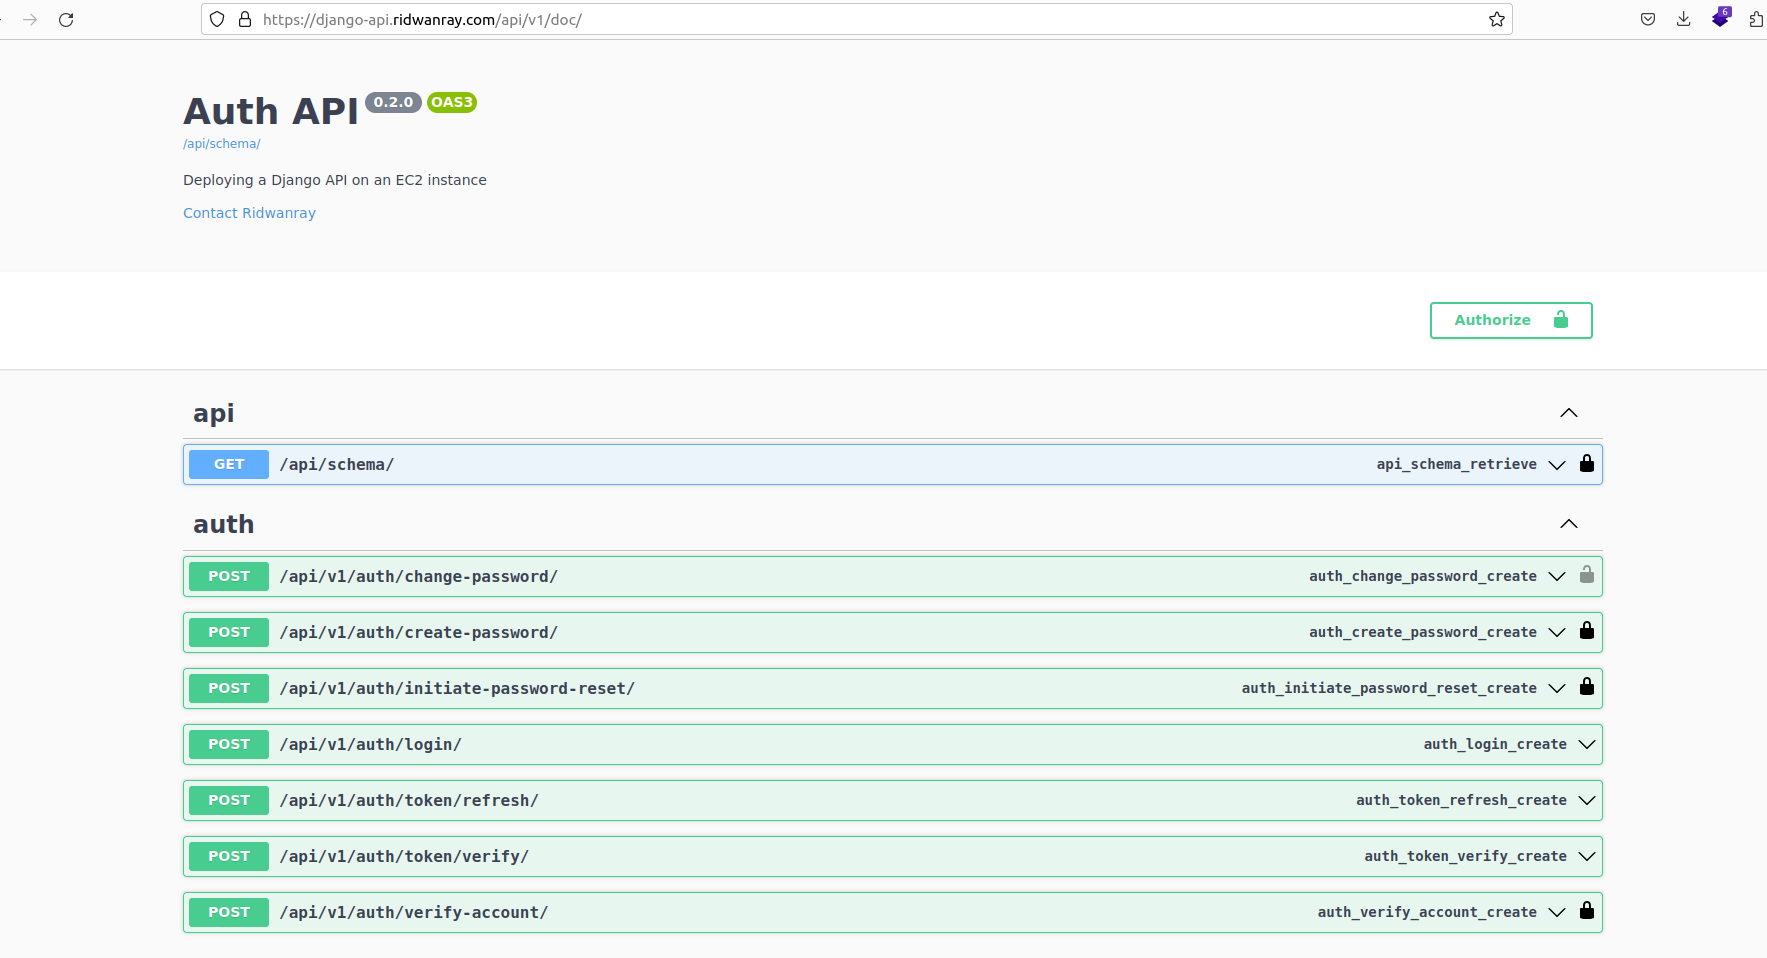 https://django-api.ridwanray.com/api/v1/doc/
6
Auth API 0.2.0 OAS3
/api/schema/
Deploying a Django API on an EC2 instance
Contact Ridwanray
Authorize
api
GET /api/schema/ api_schema_retrieve
auth
POST /api/v1/auth/change-password/ auth_change_password_create
POST /api/v1/auth/create-password/ auth_create_password_create
POST /api/v1/auth/initiate-password-reset/ auth_initiate_password_reset_create
POST /api/v1/auth/login/ auth_login_create
POST /api/v1/auth/token/refresh/ auth_token_refresh_create
POST /api/v1/auth/token/verify/ auth_token_verify_create
POST /api/v1/auth/verify-account/ auth_verify_account_create